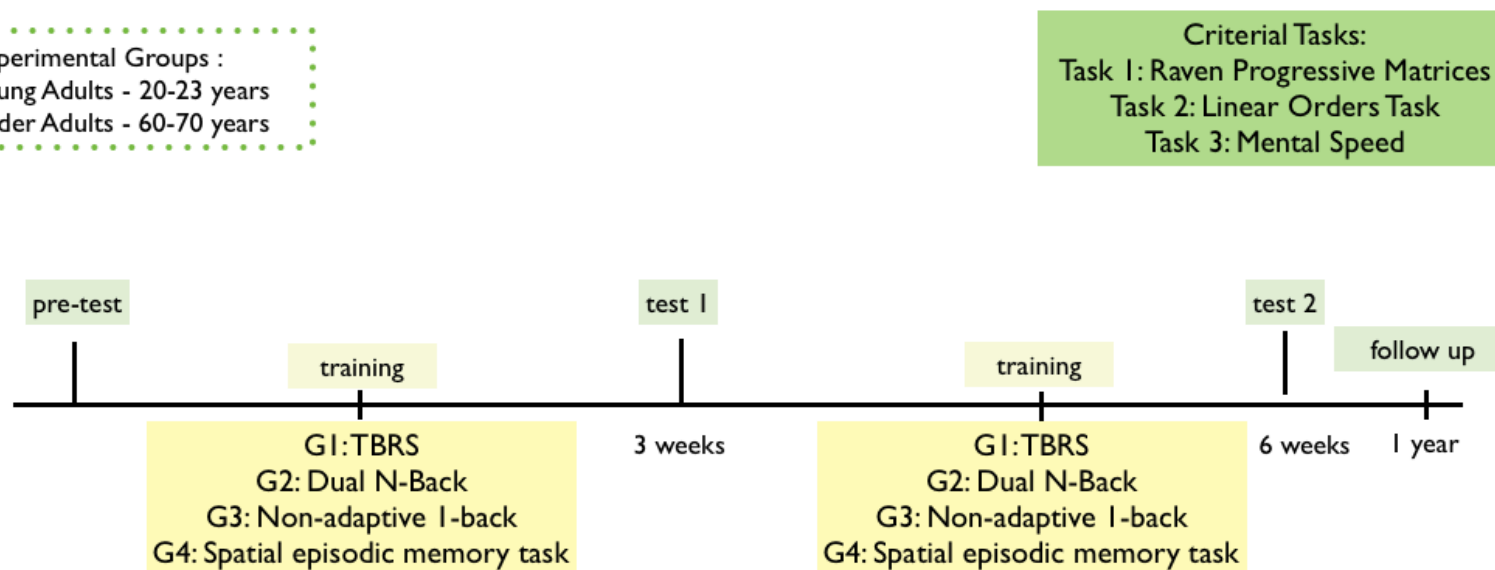 perimental Groups :
ung Adults - 20-23 years
der Adults - 60-70 years
Criterial Tasks:
Task 1: Raven Progressive Matrices
Task 2: Linear Orders Task
Task 3: Mental Speed
pre-test
test 1
test 2
training
training
follow up
G1: TBRS
G2: Dual N-Back
G3: Non-adaptive 1-back
G4: Spatial episodic memory task
3 weeks
G1: TBRS
G2: Dual N-Back
G3: Non-adaptive 1-back
G4: Spatial episodic memory task
6 weeks
1 year